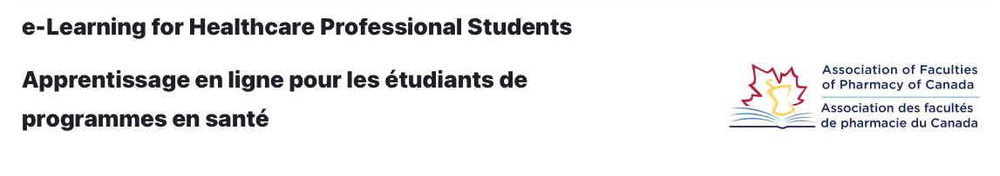 e-Learning for Healthcare Professional Students
Apprentissage en ligne pour les étudiants de
programmes en santé
Association of Faculties
of Pharmacy of Canada
Association des facultés
de pharmacie du Canada